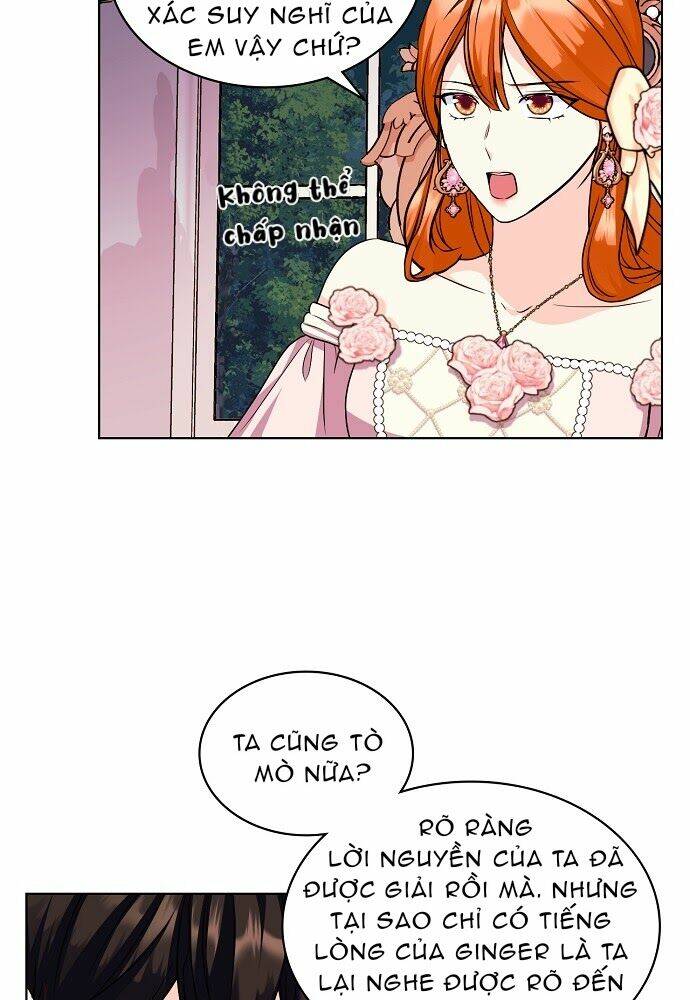 XÁC SUY NGHĨ CỦA
EM VẬY CHỨ?
không thể
chấp nhận
TA CŨNG TÒ
MÒ NỮA?
RÕ RÀNG
LỜI NGUYỀN CỦA TA ĐÃ
ĐƯỢC GIẢI RỒI MÀ. NHƯNG
TẠI SAO CHỈ CÓ TIẾNG
LÒNG CỦA GINGER LÀ TA
LẠI NGHE ĐƯỢC RÕ ĐẾN